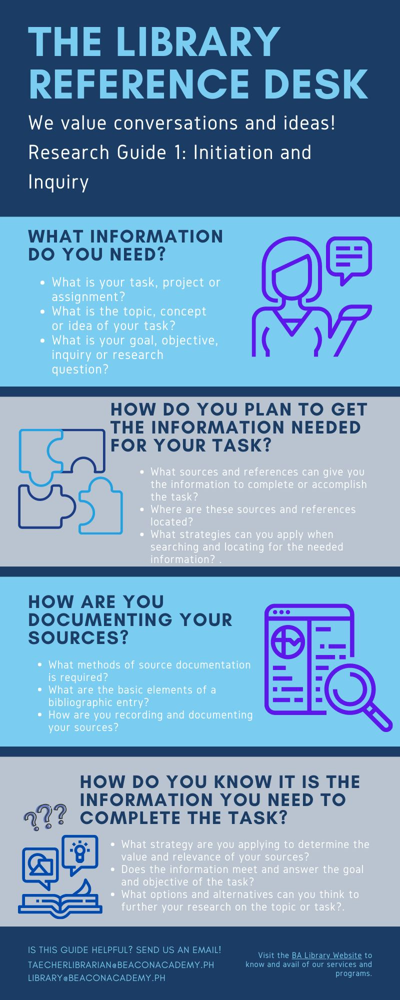 THE LIBRARY
REFERENCE DESK
We value conversations and ideas!
Research Guide 1: Initiation and
Inquiry
WHAT INFORMATION
DO YOU NEED?
• What is your task, project or
assignment?
• What is the topic, concept
or idea of your task?
• What is your goal, objective,
inquiry or research
question?
HOW DO YOU PLAN TO GET
THE INFORMATION NEEDED
FOR YOUR TASK?
• What sources and references can give you
the information to complete or accomplish
the task?
• Where are these sources and references
located?
• What strategies can you apply when
searching and locating for the needed
information? .
HOW ARE YOU
DOCUMENTING YOUR
SOURCES?
• What methods of source documentation
is required?
• What are the basic elements of a
bibliographic entry?
• How are you recording and documenting
your sources?
HOW DO YOU KNOW IT IS THE
INFORMATION YOU NEED TO
COMPLETE THE TASK?
???
• What strategy are you applying to determine the
value and relevance of your sources?
• Does the information meet and answer the goal
and objective of the task?
• What options and alternatives can you think to
further your research on the topic or task?.
IS THIS GUIDE HELPFUL? SEND US AN EMAIL!
TAECHERLIBRARIAN@BEACONACADEMY.PH
LIBRARY@BEACONACADEMY.PH
Visit the BA Library Website to
know and avail of our services and
programs.